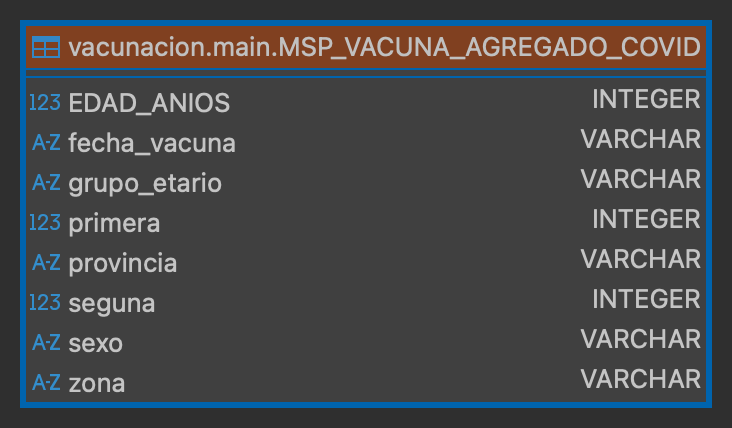 vacunacion.main.MSP_VACUNA_AGREGADO_COVID
123 EDAD_ANIOS INTEGER
A-Z fecha_vacuna VARCHAR
A-Z grupo_etario VARCHAR
123 primera INTEGER
A-Z provincia VARCHAR
123 seguna INTEGER
A-Z sexo VARCHAR
A-Z zona VARCHAR